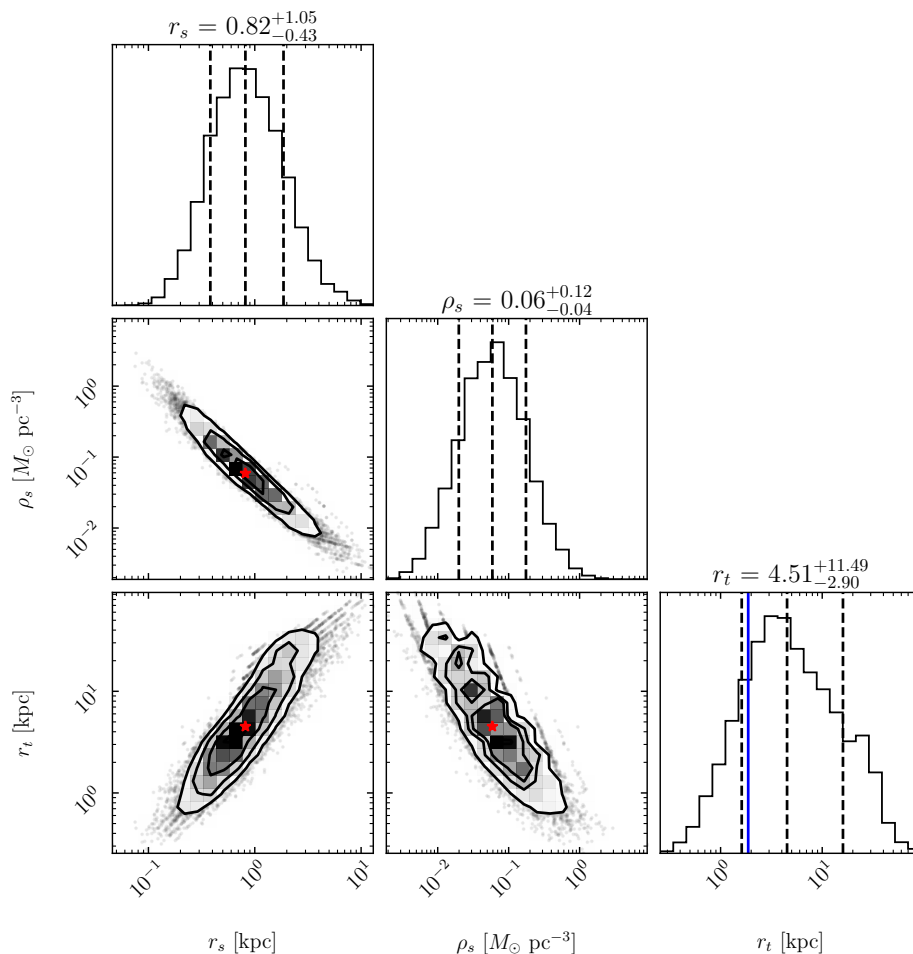 r_s = 0.82^{+1.05}_{-0.43}
ρ_s = 0.06^{+0.12}_{-0.04}
ρ_s [M_⊙ pc^{-3}]
10^0
10^{-1}
10^{-2}
r_t = 4.51^{+11.49}_{-2.90}
r_t [kpc]
10^1
10^0
10^{-1} 10^0 10^1
10^{-2} 10^{-1} 10^0
10^0 10^1
r_s [kpc]
ρ_s [M_⊙ pc^{-3}]
r_t [kpc]